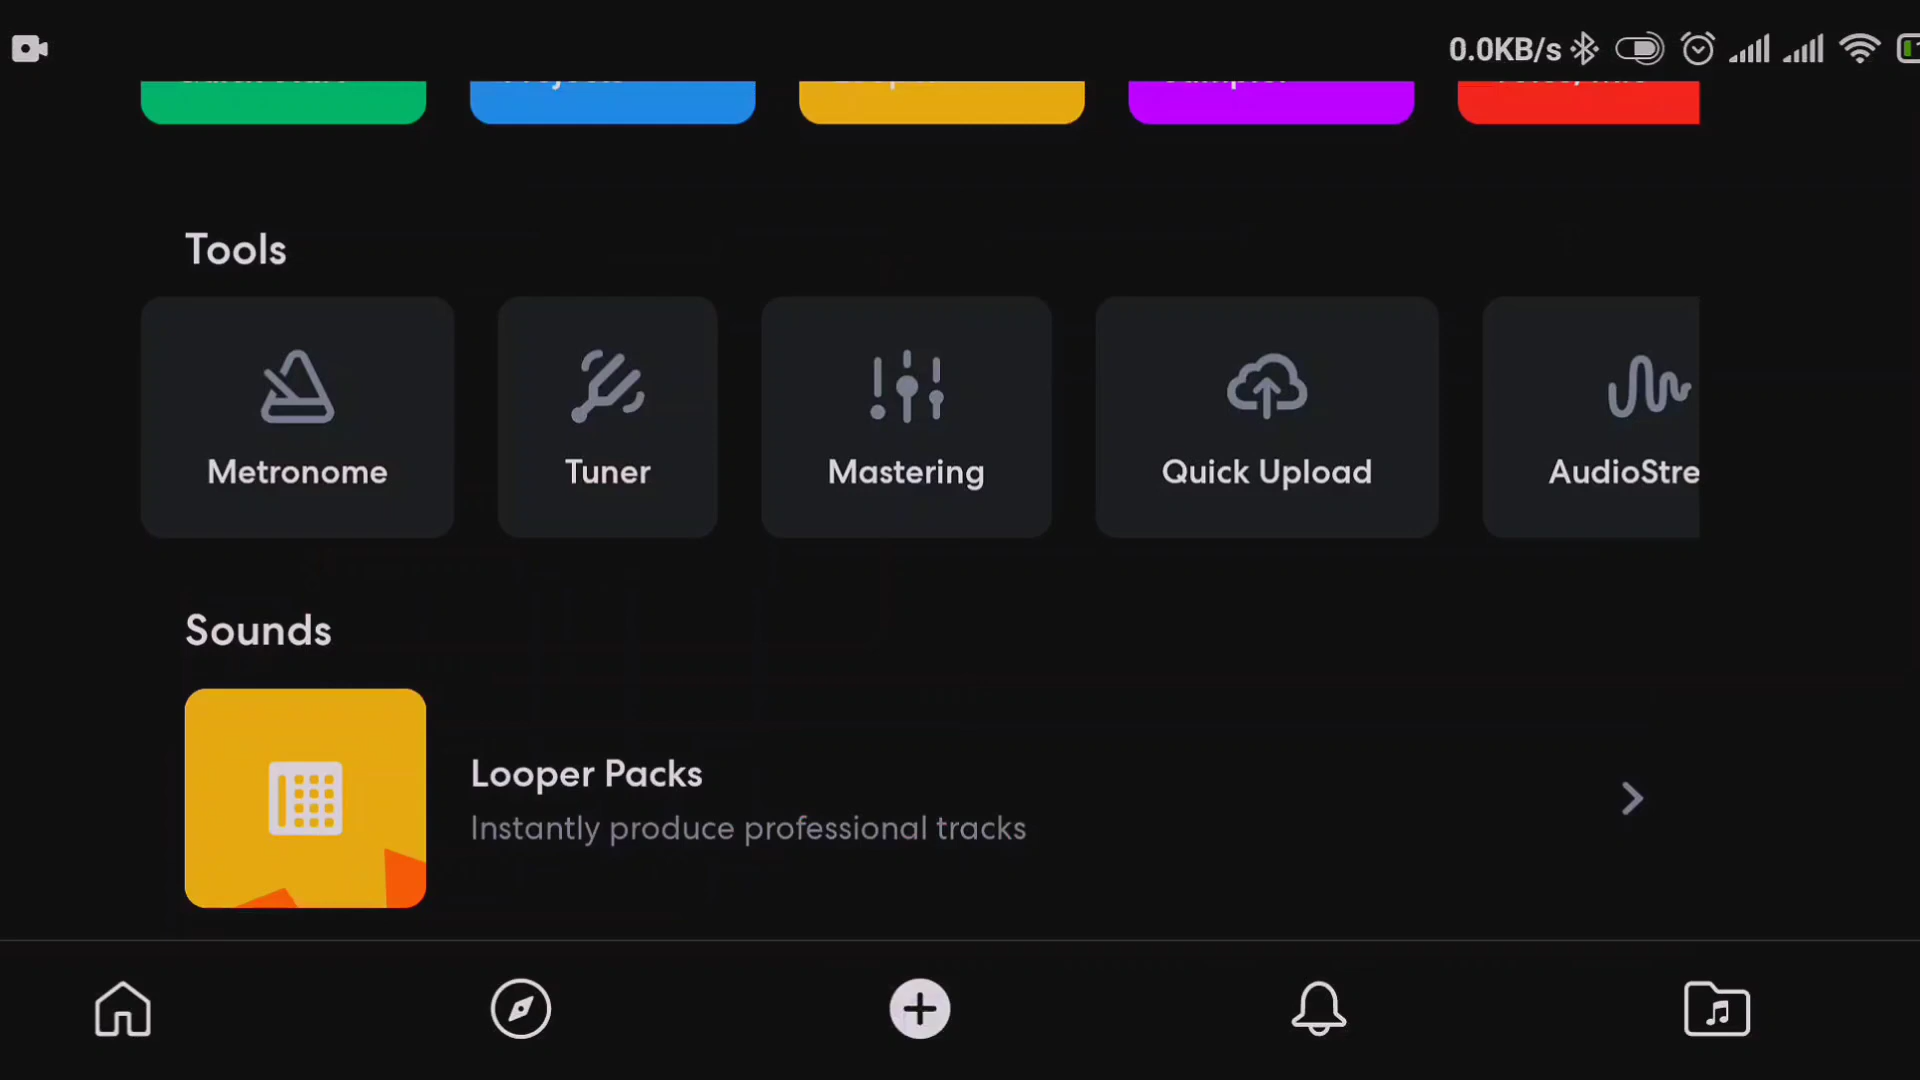 0.0KB/s
Tools
Metronome
Tuner
Mastering
Quick Upload
AudioStre
Sounds
Looper Packs
Instantly produce professional tracks